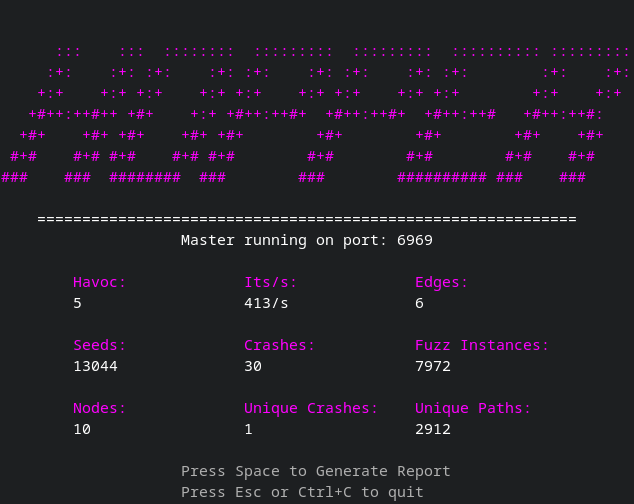 Master running on port: 6969
Havoc: Its/s: Edges:
5 413/s 6
Seeds: Crashes: Fuzz Instances:
13044 30 7972
Nodes: Unique Crashes: Unique Paths:
10 1 2912
Press Space to Generate Report
Press Esc or Ctrl+C to quit